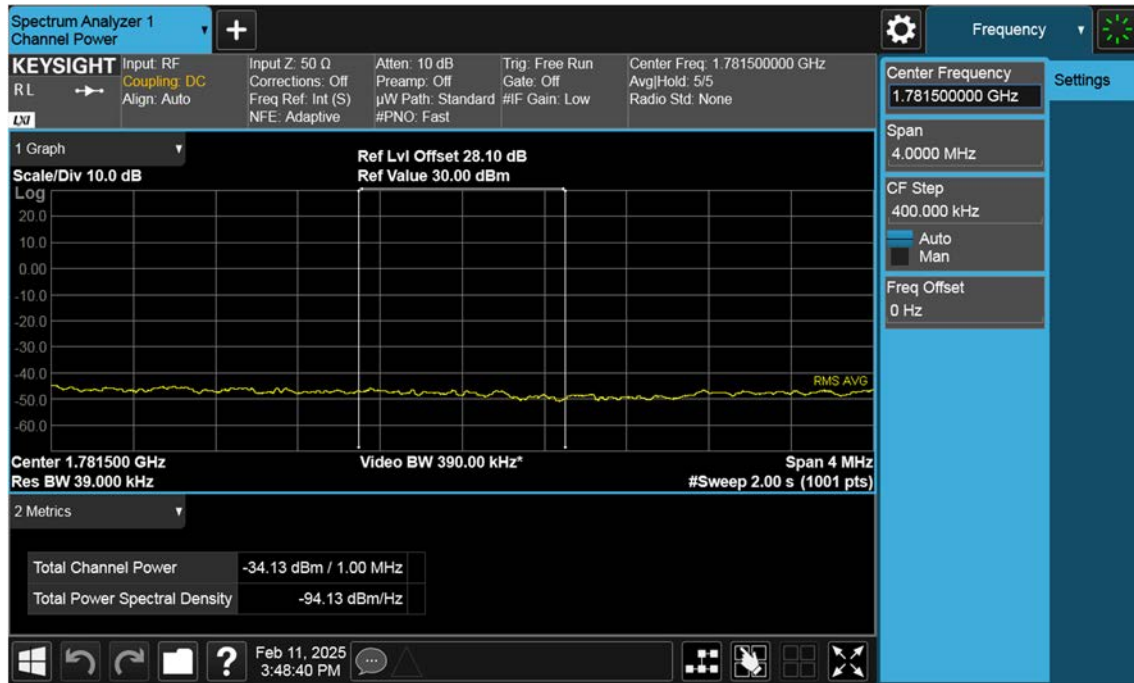 Spectrum Analyzer 1
Channel Power
+
Frequency
KEYSIGHT
RL
LXI
Input: RF
Coupling: DC
Align: Auto
Input Z: 50 Ω
Corrections: Off
Freq Ref: Int (S)
NFE: Adaptive
Atten: 10 dB
Preamp: Off
µW Path: Standard
#PNO: Fast
Trig: Free Run
Gate: Off
#IF Gain: Low
Center Freq: 1.781500000 GHz
Avg|Hold: 5/5
Radio Std: None
Center Frequency
1.781500000 GHz
Settings
Span
4.0000 MHz
CF Step
400.000 kHz
Auto
Man
Freq Offset
0 Hz
1 Graph
Scale/Div 10.0 dB
Ref Lvl Offset 28.10 dB
Ref Value 30.00 dBm
Log
20.0
10.0
0.00
-10.0
-20.0
-30.0
-40.0
-50.0
-60.0
RMS AVG
Center 1.781500 GHz
Video BW 390.00 kHz*
Span 4 MHz
Res BW 39.000 kHz
#Sweep 2.00 s (1001 pts)
2 Metrics
Total Channel Power -34.13 dBm / 1.00 MHz
Total Power Spectral Density -94.13 dBm/Hz
?
Feb 11, 2025
3:48:40 PM